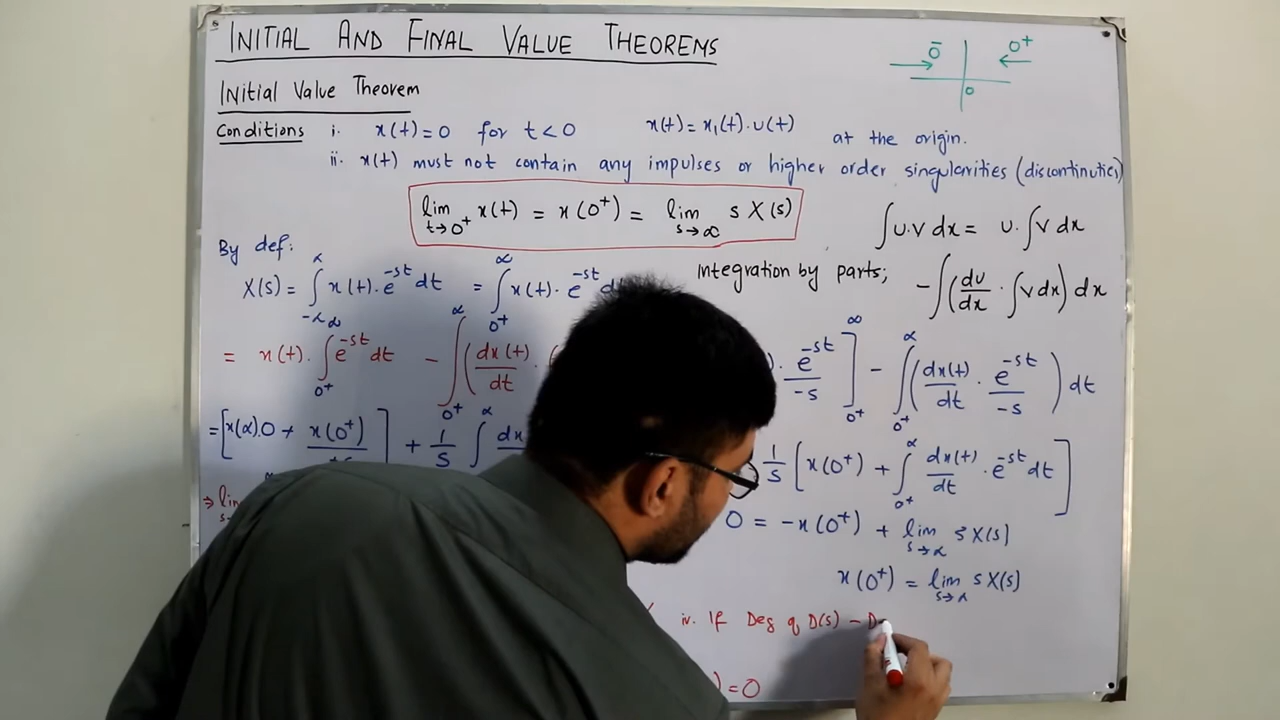 INITIAL AND FINAL VALUE THEOREMS
0⁻ 0⁺
0
Initial Value Theorem
Conditions i. x(t)=0 for t<0 x(t)=x₁(t).u(t) at the origin.
ii. x(t) must not contain any impulses or higher order singularities (discontinuties)
lim t→0⁺ x(t) = x(0⁺) = lim s→∞ s X(s)
∫u.v dx = u.∫v dx
By def:
Integration by parts; -∫(du/dx . ∫v dx) dx
X(s) = ∫_{-∞}^{∞} x(t).e^{-st} dt = ∫_{0⁺}^{∞} x(t). e^{-st}
= x(t). ∫_{0⁺}^{∞} e^{-st} dt - ∫_{0⁺}^{∞} (dx(t)/dt
. e^{-st}/-s ]_{0⁺}^{∞} - ∫_{0⁺}^{∞} (dx(t)/dt . e^{-st}/-s) dt
= [x(∞).0 + x(0⁺)/+s ] + 1/s ∫^{∞} dx
1/s [x(0⁺) + ∫_{0⁺}^{∞} dx(t)/dt . e^{-st} dt]
⇒ lim
0 = -x(0⁺) + lim s→∞ s X(s)
x(0⁺) = lim s→∞ s X(s)
iv. If Deg of D(s) -
) = 0